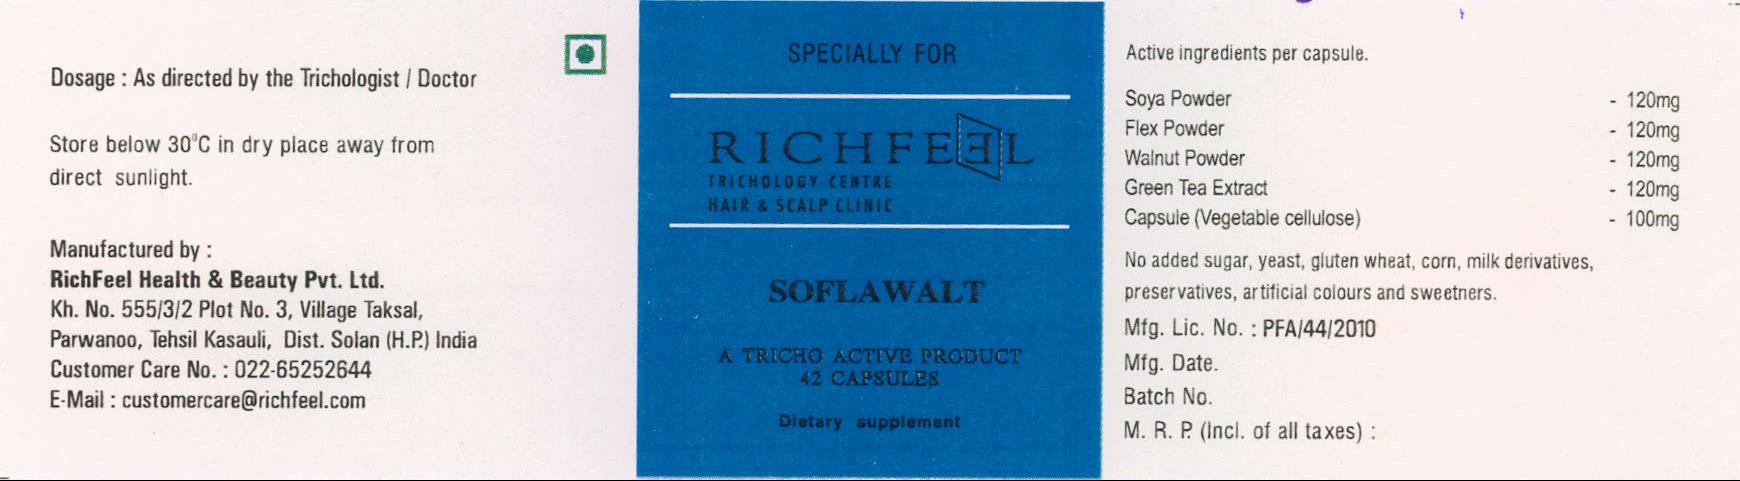 Dosage : As directed by the Trichologist / Doctor
Store below 30°C in dry place away from
direct sunlight.
Manufactured by :
RichFeel Health & Beauty Pvt. Ltd.
Kh. No. 555/3/2 Plot No. 3, Village Taksal,
Parwanoo, Tehsil Kasauli, Dist. Solan (H.P.) India
Customer Care No. : 022-65252644
E-Mail : customercare@richfeel.com
SPECIALLY FOR
RICHFEEL
TRICHOLOGY CENTRE
HAIR & SCALP CLINIC
SOFLAWALT
A TRICHO ACTIVE PRODUCT
42 CAPSULES
Dietary supplement
Active ingredients per capsule.
Soya Powder - 120mg
Flex Powder - 120mg
Walnut Powder - 120mg
Green Tea Extract - 120mg
Capsule (Vegetable cellulose) - 100mg
No added sugar, yeast, gluten wheat, corn, milk derivatives,
preservatives, artificial colours and sweetners.
Mfg. Lic. No. : PFA/44/2010
Mfg. Date.
Batch No.
M. R. P. (Incl. of all taxes) :